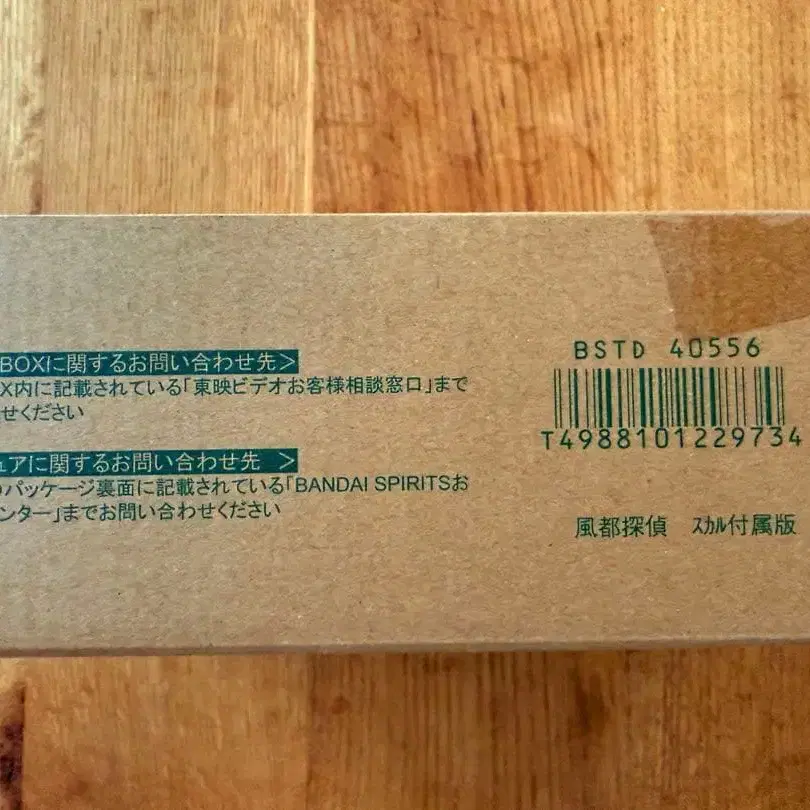 BOXに関するお問い合わせ先>
X内に記載されている「東映ビデオお客様相談窓口」まで
せください
ュアに関するお問い合わせ先 >
パッケージ裏面に記載されている「BANDAI SPIRITSお
ンター」までお問い合わせください
BSTD 40556
T4988101229734
風都探偵 スカル付属版